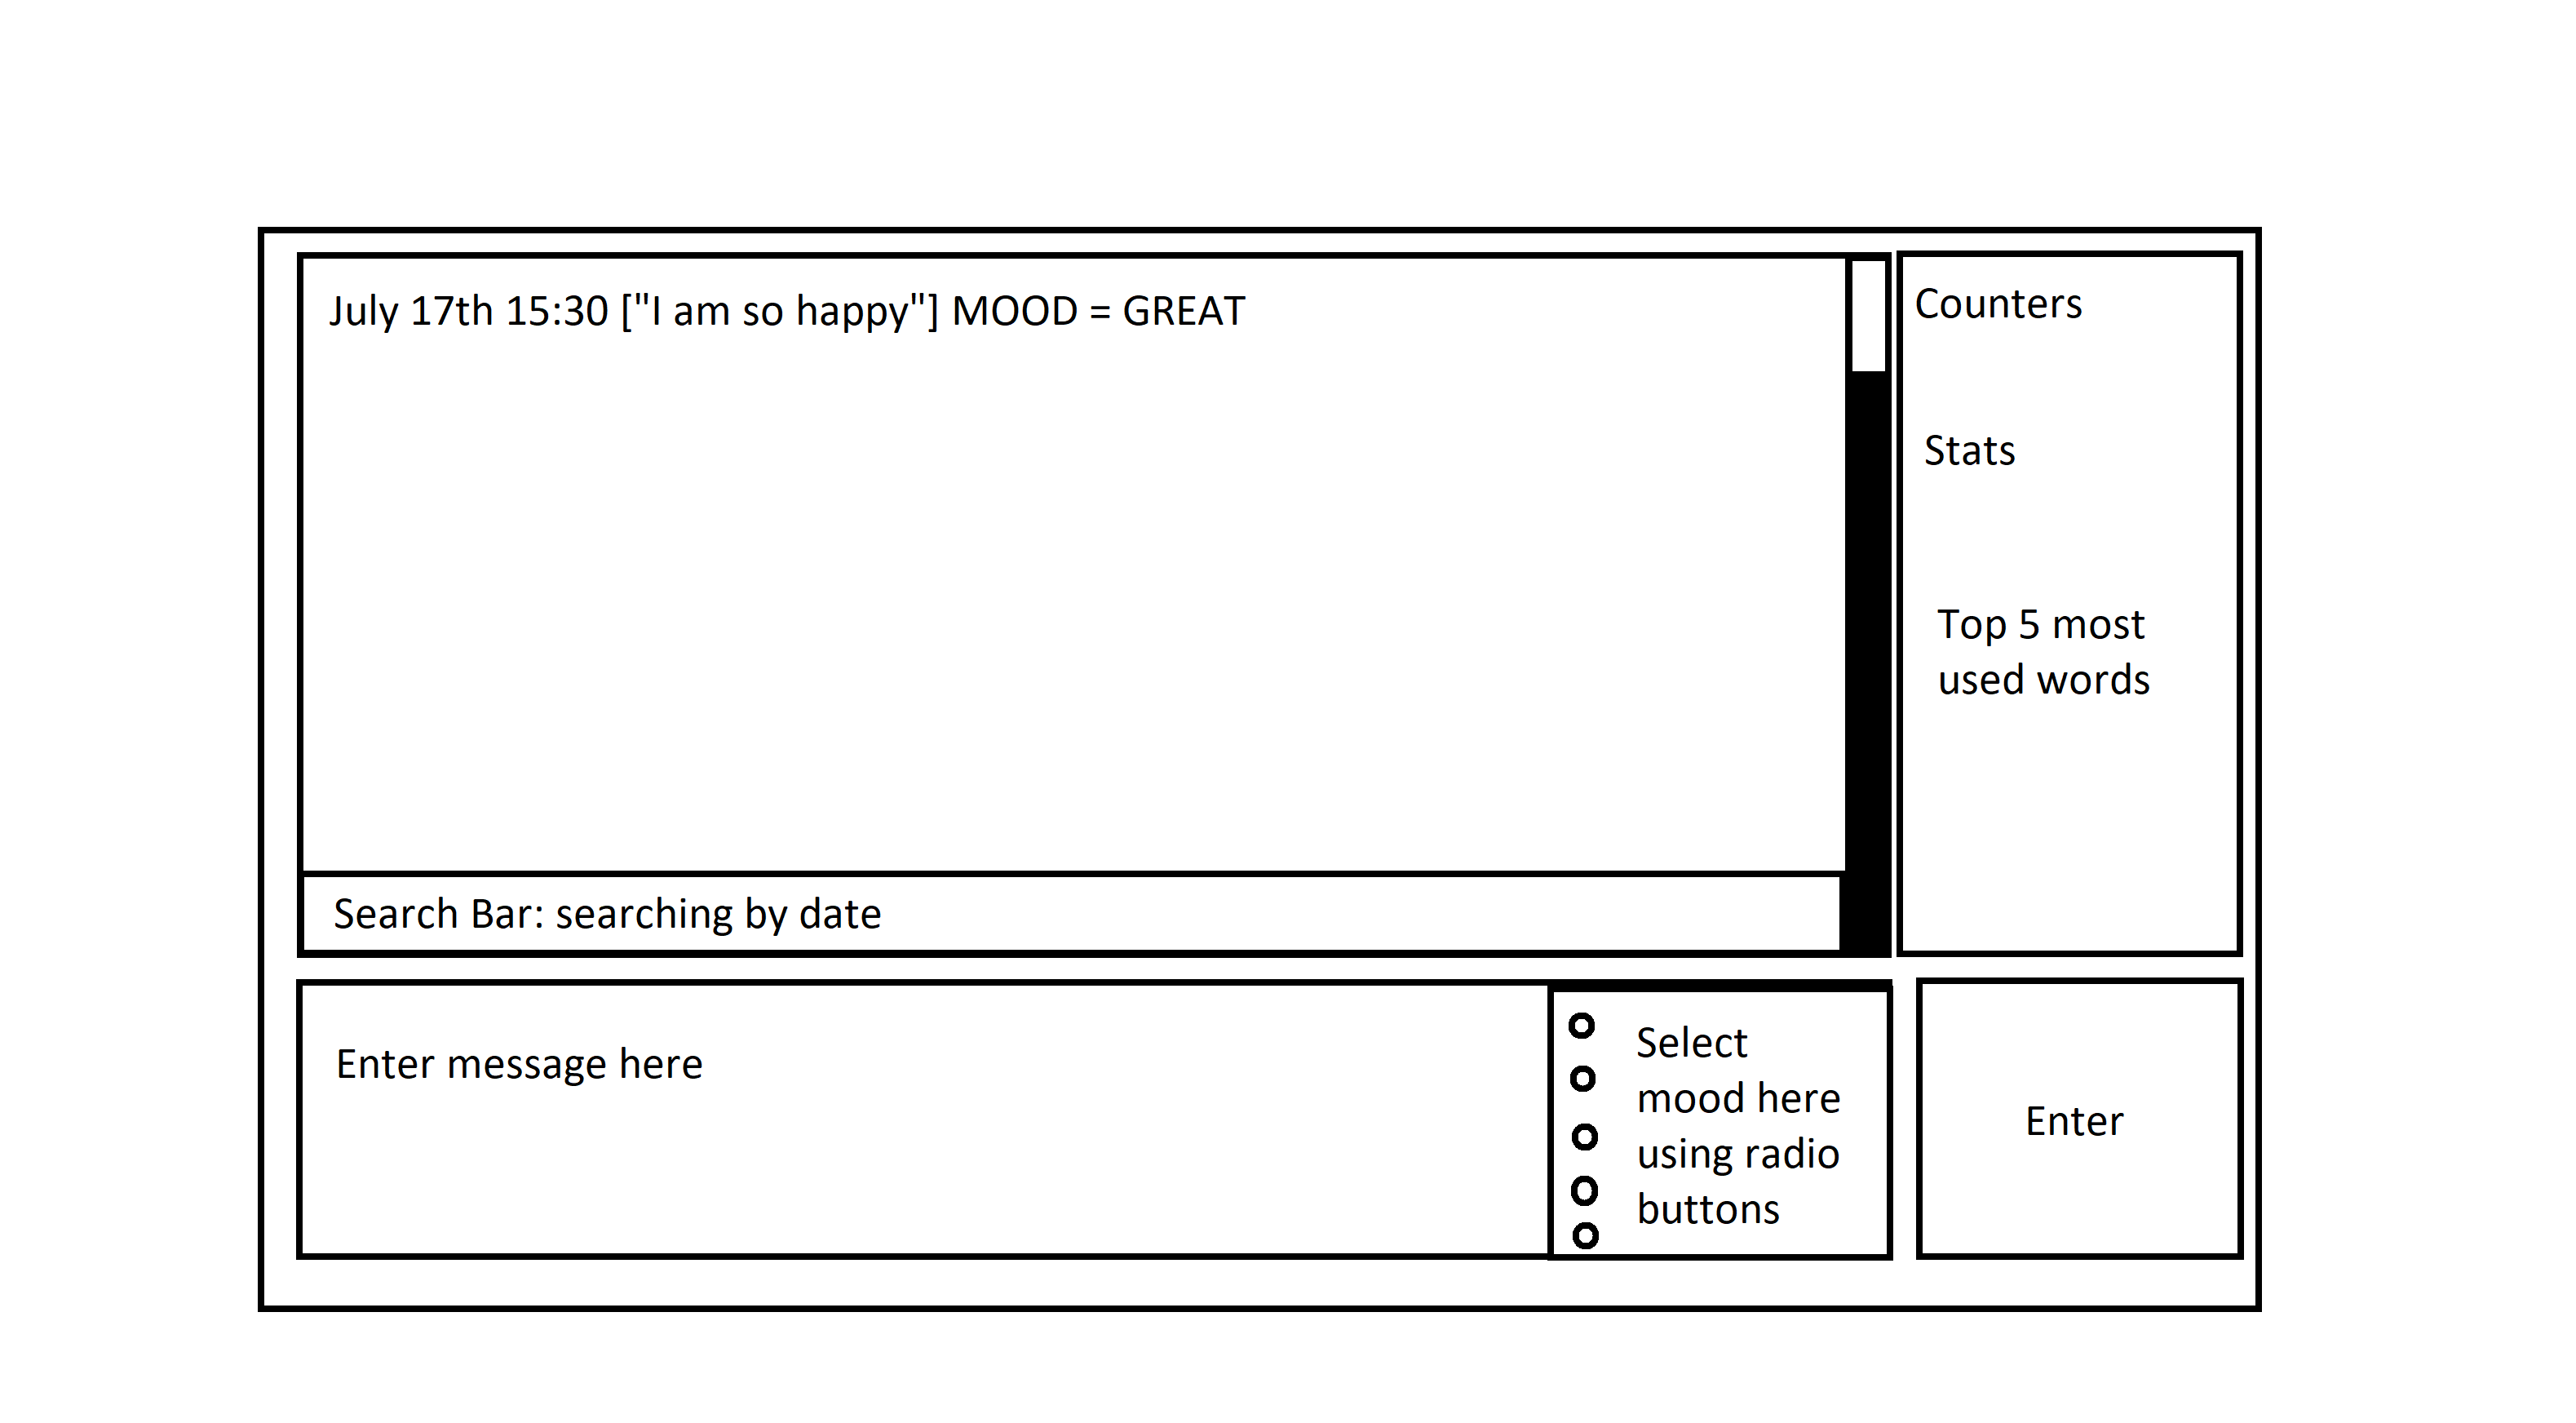 July 17th 15:30 ["I am so happy"] MOOD = GREAT
Search Bar: searching by date
Counters
Stats
Top 5 most
used words
Enter message here
Select
mood here
using radio
buttons
Enter